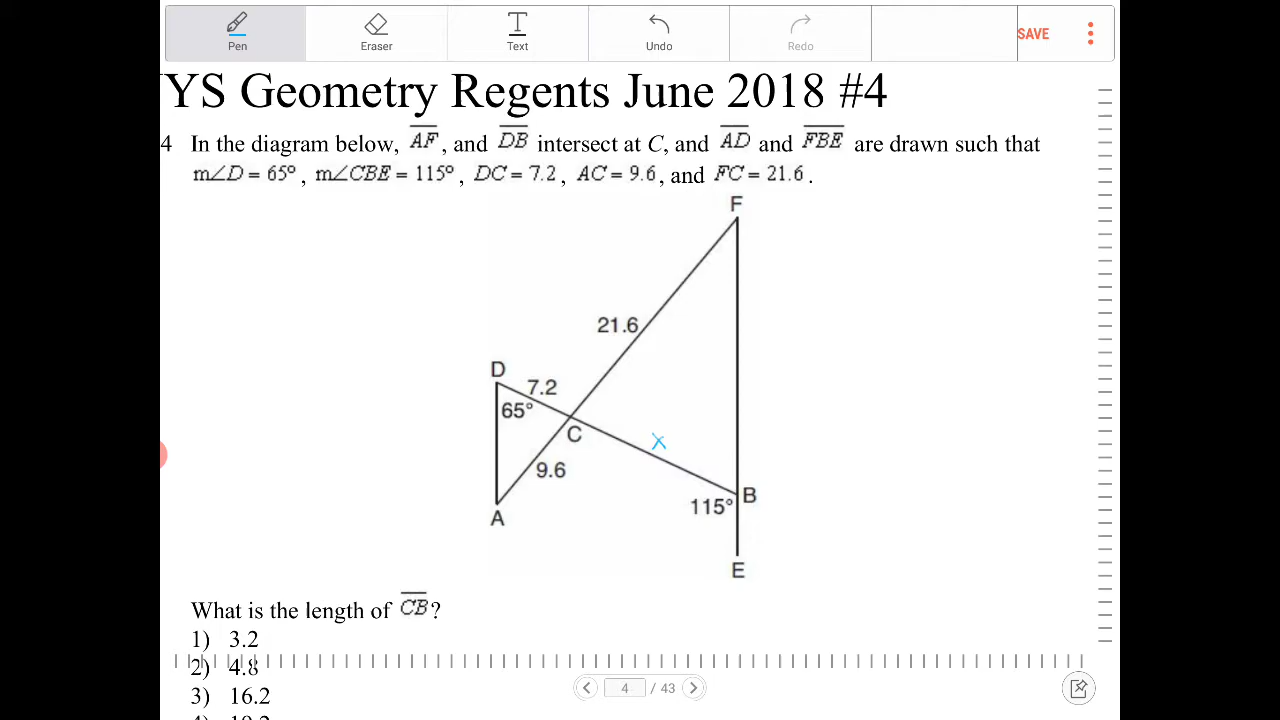 Pen Eraser Text Undo Redo SAVE
YS Geometry Regents June 2018 #4
4 In the diagram below, AF, and DB intersect at C, and AD and FBE are drawn such that
m∠D = 65°, m∠CBE = 115°, DC = 7.2, AC = 9.6, and FC = 21.6.
F
21.6
D
7.2
65°
C
X
9.6
B
115°
A
E
What is the length of CB?
1) 3.2
2) 4.8
3) 16.2
4 / 43